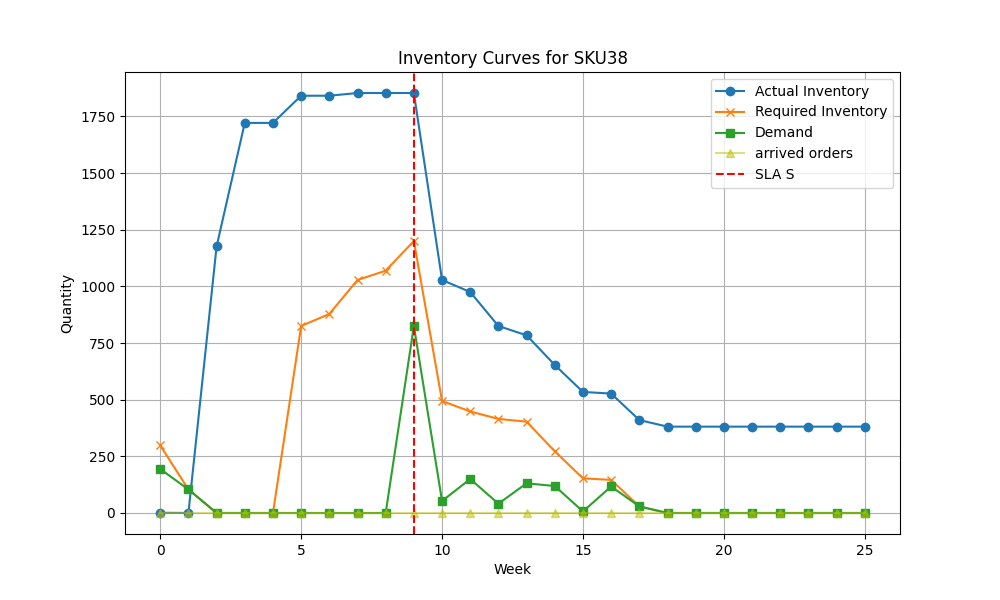 Inventory Curves for SKU38
Actual Inventory
Required Inventory
Demand
arrived orders
SLA S
Quantity
1750
1500
1250
1000
750
500
250
0
0 5 10 15 20 25
Week